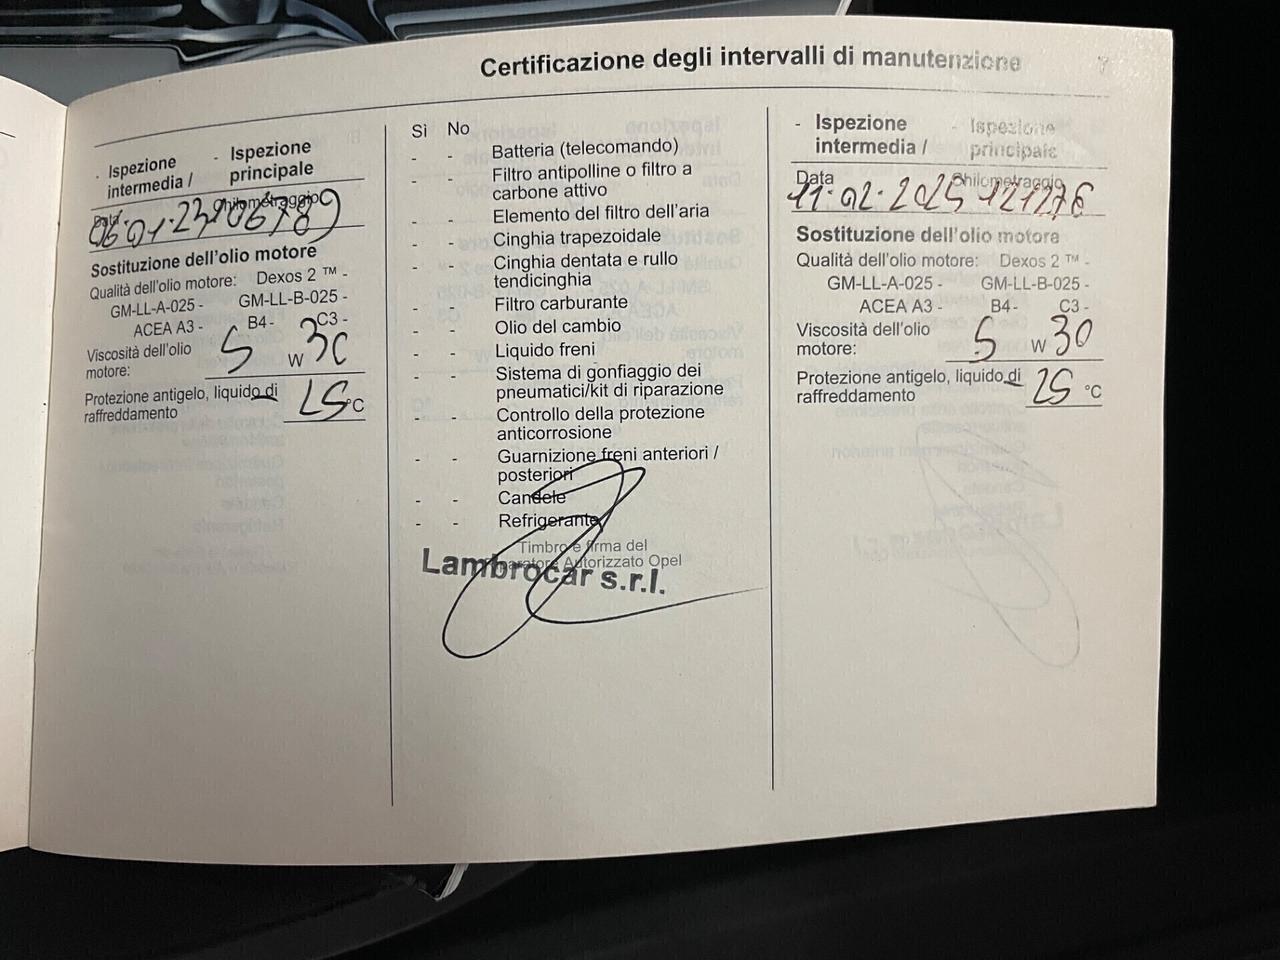 Certificazione degli intervalli di manutenzione
7
- Ispezione intermedia / - Ispezione principale
Data Chilometraggio
06.01.23 106789
Sostituzione dell'olio motore
Qualità dell'olio motore: Dexos 2 ™ -
GM-LL-A-025 - GM-LL-B-025 -
ACEA A3 - B4 - C3 -
Viscosità dell'olio motore: 5 W 30
Protezione antigelo, liquido di raffreddamento 25 °C
Sì No
- - Batteria (telecomando)
- - Filtro antipolline o filtro a carbone attivo
- - Elemento del filtro dell'aria
- - Cinghia trapezoidale
- - Cinghia dentata e rullo tendicinghia
- - Filtro carburante
- - Olio del cambio
- - Liquido freni
- - Sistema di gonfiaggio dei pneumatici/kit di riparazione
- - Controllo della protezione anticorrosione
- - Guarnizione freni anteriori / posteriori
- - Candele
- - Refrigerante
Timbro e firma del
Riparatore Autorizzato Opel
Lambrocar s.r.l.
- Ispezione intermedia / - Ispezione principale
Data Chilometraggio
11.02.2025 121276
Sostituzione dell'olio motore
Qualità dell'olio motore: Dexos 2 ™ -
GM-LL-A-025 - GM-LL-B-025 -
ACEA A3 - B4 - C3 -
Viscosità dell'olio motore: 5 W 30
Protezione antigelo, liquido di raffreddamento 25 °C